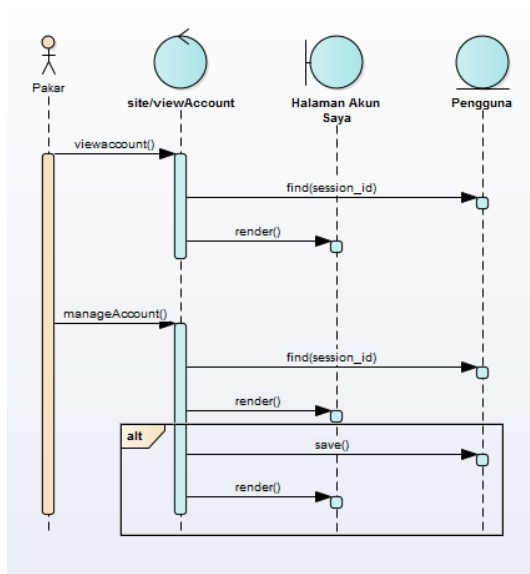 Pakar
site/viewAccount
Halaman Akun
Saya
Pengguna
viewaccount()
find(session_id)
render()
manageAccount()
find(session_id)
render()
alt
save()
render()